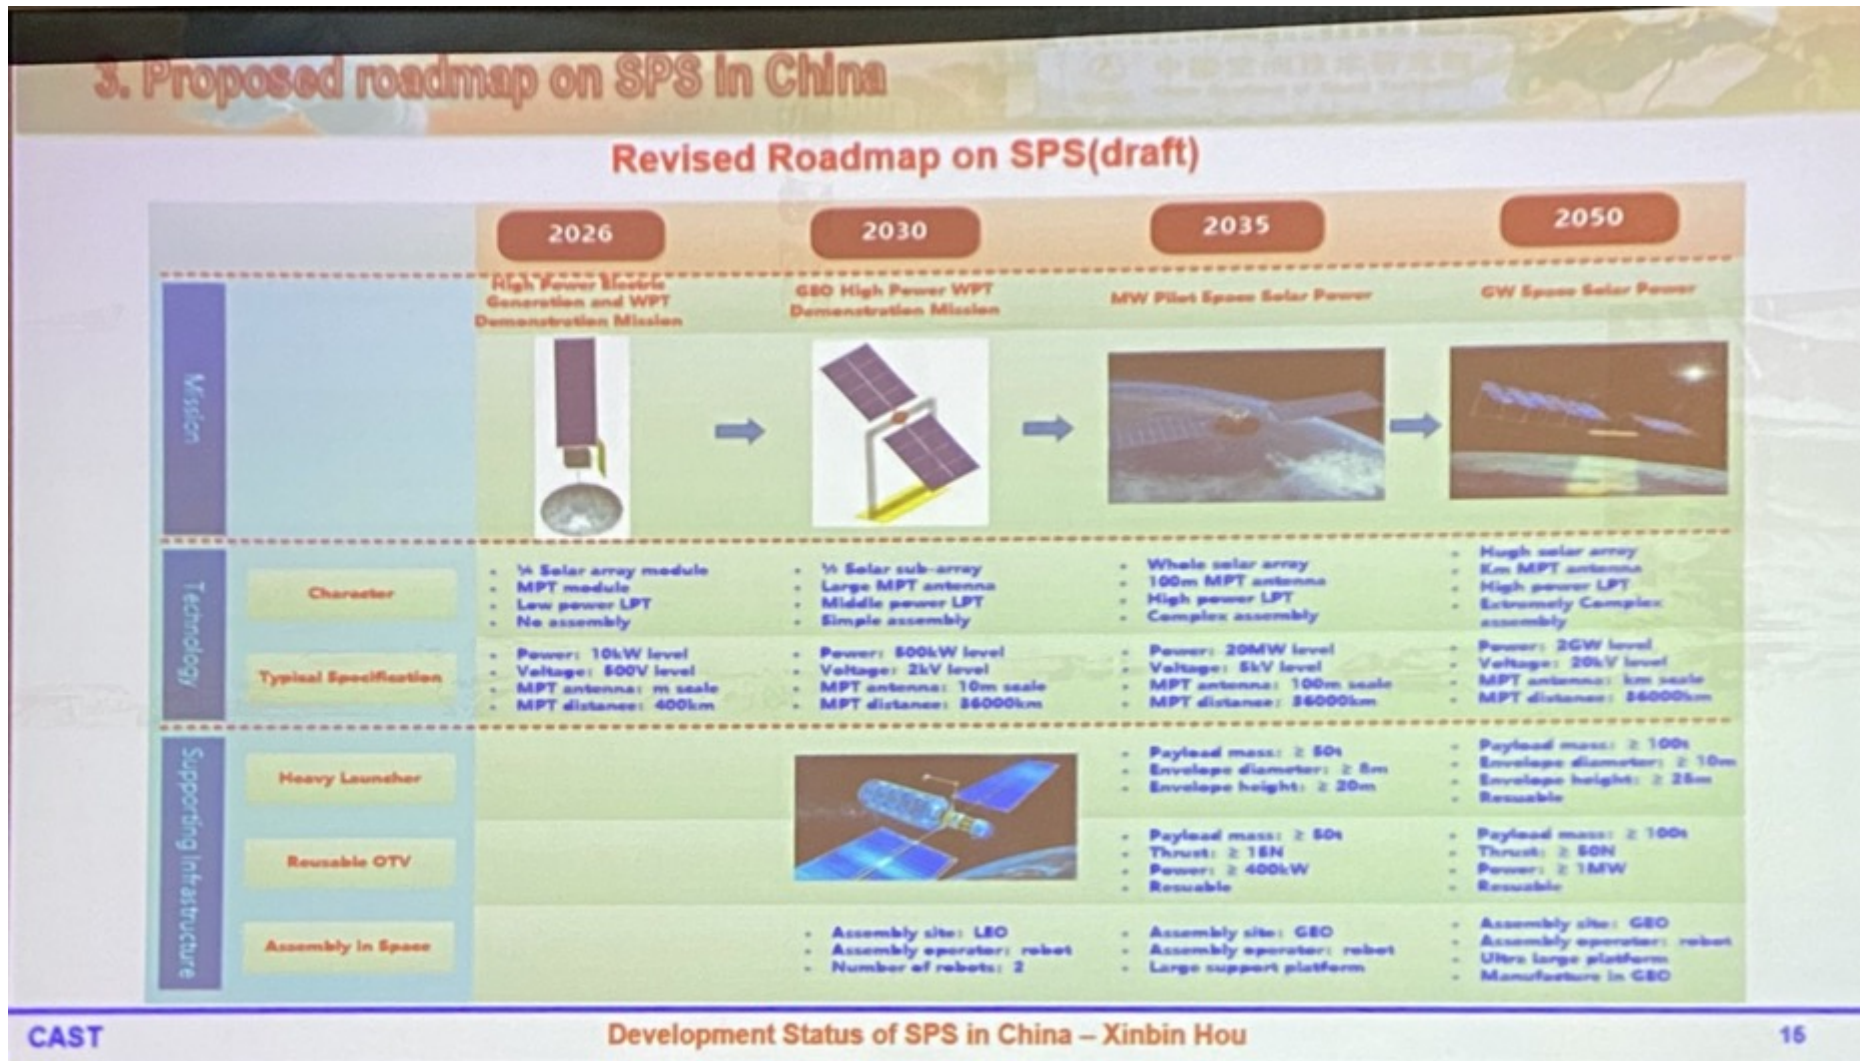 3. Proposed roadmap on SPS in China
Revised Roadmap on SPS(draft)
2026
2030
2035
2050
Mission
High Power Electric
Generation and WPT
Demonstration Mission
GEO High Power WPT
Demonstration Mission
MW Pilot Space Solar Power
GW Space Solar Power
Technology
Character
Solar array module
MPT module
Low power LPT
No assembly
Solar sub-array
Large MPT antenna
Middle power LPT
Simple assembly
Whole solar array
100m MPT antenna
High power LPT
Complex assembly
Hugh solar array
Km MPT antenna
High power LPT
Extremely Complex
assembly
Typical Specification
Power: 10kW level
Voltage: 500V level
MPT antenna: m scale
MPT distance: 400km
Power: 500kW level
Voltage: 2kV level
MPT antenna: 10m scale
MPT distance: 36000km
Power: 20MW level
Voltage: 5kV level
MPT antenna: 100m scale
MPT distance: 36000km
Power: 2GW level
Voltage: 20kV level
MPT antenna: km scale
MPT distance: 36000km
Supporting Infrastructure
Heavy Launcher
Payload mass: ≥ 50t
Envelope diameter: ≥ 8m
Envelope height: ≥ 20m
Payload mass: ≥ 100t
Envelope diameter: ≥ 10m
Envelope height: ≥ 25m
Resuable
Reusable OTV
Payload mass: ≥ 50t
Thrust: ≥ 15N
Power: ≥ 400kW
Resuable
Payload mass: ≥ 100t
Thrust: ≥ 50N
Power: ≥ 1MW
Resuable
Assembly in Space
Assembly site: LEO
Assembly operator: robot
Number of robots: 2
Assembly site: GEO
Assembly operator: robot
Large support platform
Assembly site: GEO
Assembly operator: robot
Ultra large platform
Manufacture in GEO
CAST
Development Status of SPS in China – Xinbin Hou
15